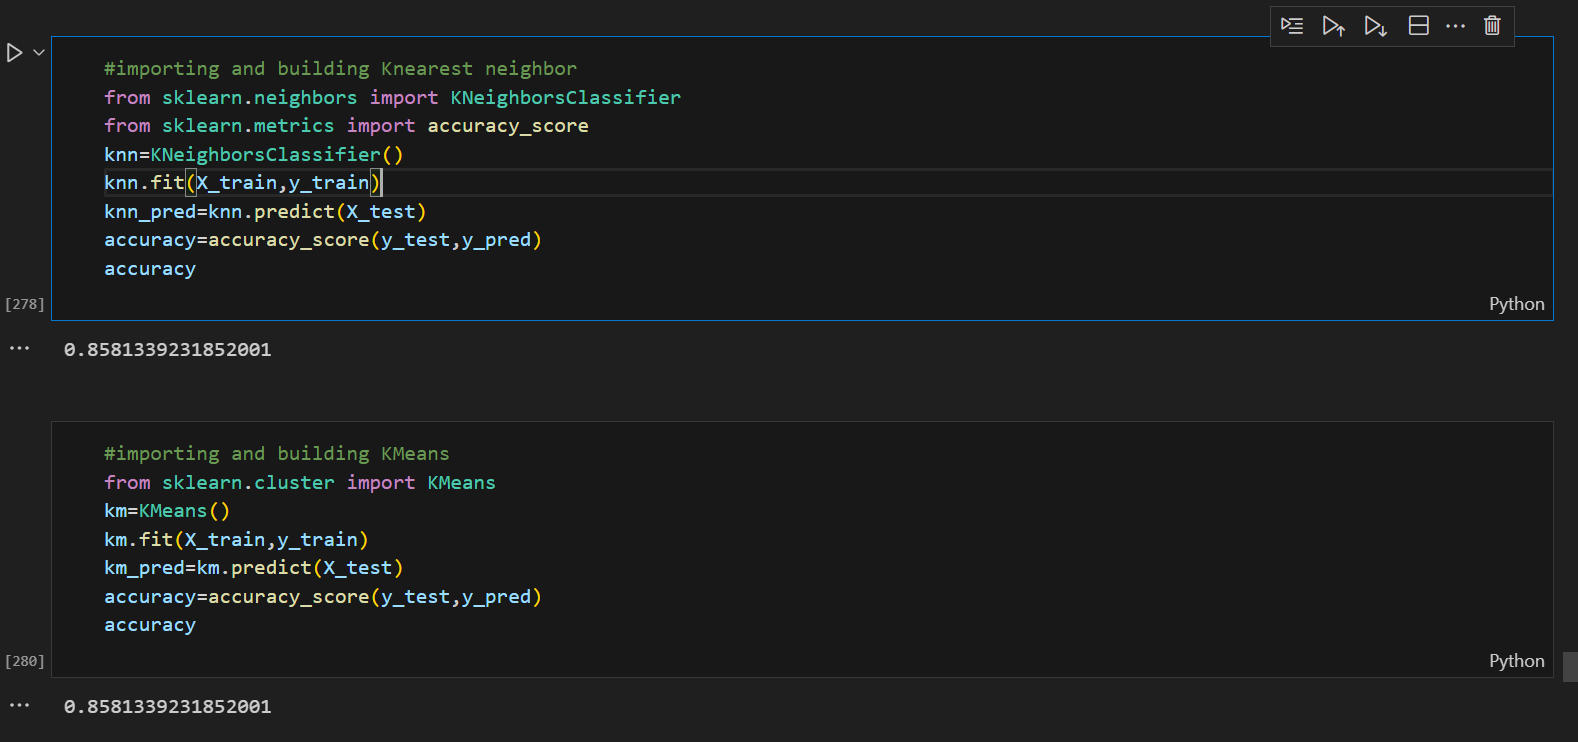 #importing and building Knearest neighbor
from sklearn.neighbors import KNeighborsClassifier
from sklearn.metrics import accuracy_score
knn=KNeighborsClassifier()
knn.fit(X_train,y_train)
knn_pred=knn.predict(X_test)
accuracy=accuracy_score(y_test,y_pred)
accuracy
[278]
Python
0.8581339231852001
#importing and building KMeans
from sklearn.cluster import KMeans
km=KMeans()
km.fit(X_train,y_train)
km_pred=km.predict(X_test)
accuracy=accuracy_score(y_test,y_pred)
accuracy
[280]
Python
0.8581339231852001